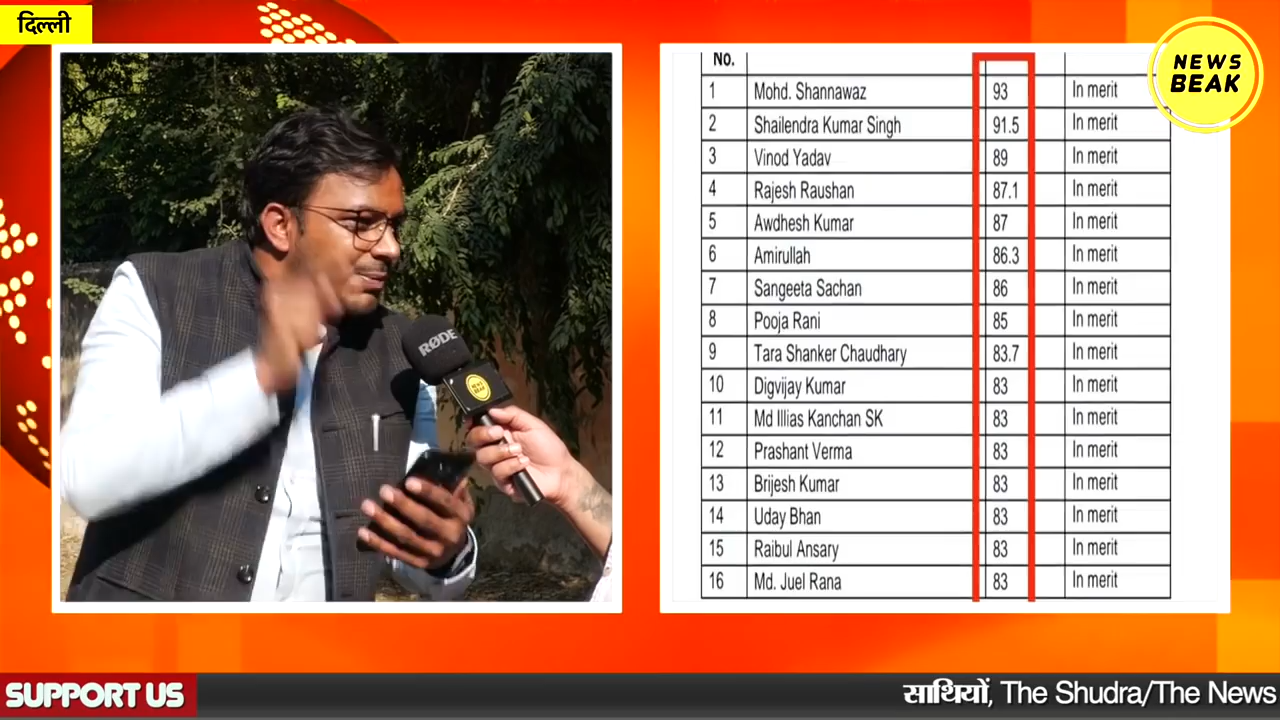 दिल्ली
NEWS
BEAK
No.
1 Mohd. Shannawaz 93 In merit
2 Shailendra Kumar Singh 91.5 In merit
3 Vinod Yadav 89 In merit
4 Rajesh Raushan 87.1 In merit
5 Awdhesh Kumar 87 In merit
6 Amirullah 86.3 In merit
7 Sangeeta Sachan 86 In merit
8 Pooja Rani 85 In merit
9 Tara Shanker Chaudhary 83.7 In merit
10 Digvijay Kumar 83 In merit
11 Md Illias Kanchan SK 83 In merit
12 Prashant Verma 83 In merit
13 Brijesh Kumar 83 In merit
14 Uday Bhan 83 In merit
15 Raibul Ansary 83 In merit
16 Md. Juel Rana 83 In merit
RØDE
NEWS
BEAK
SUPPORT US
साथियों, The Shudra/The News